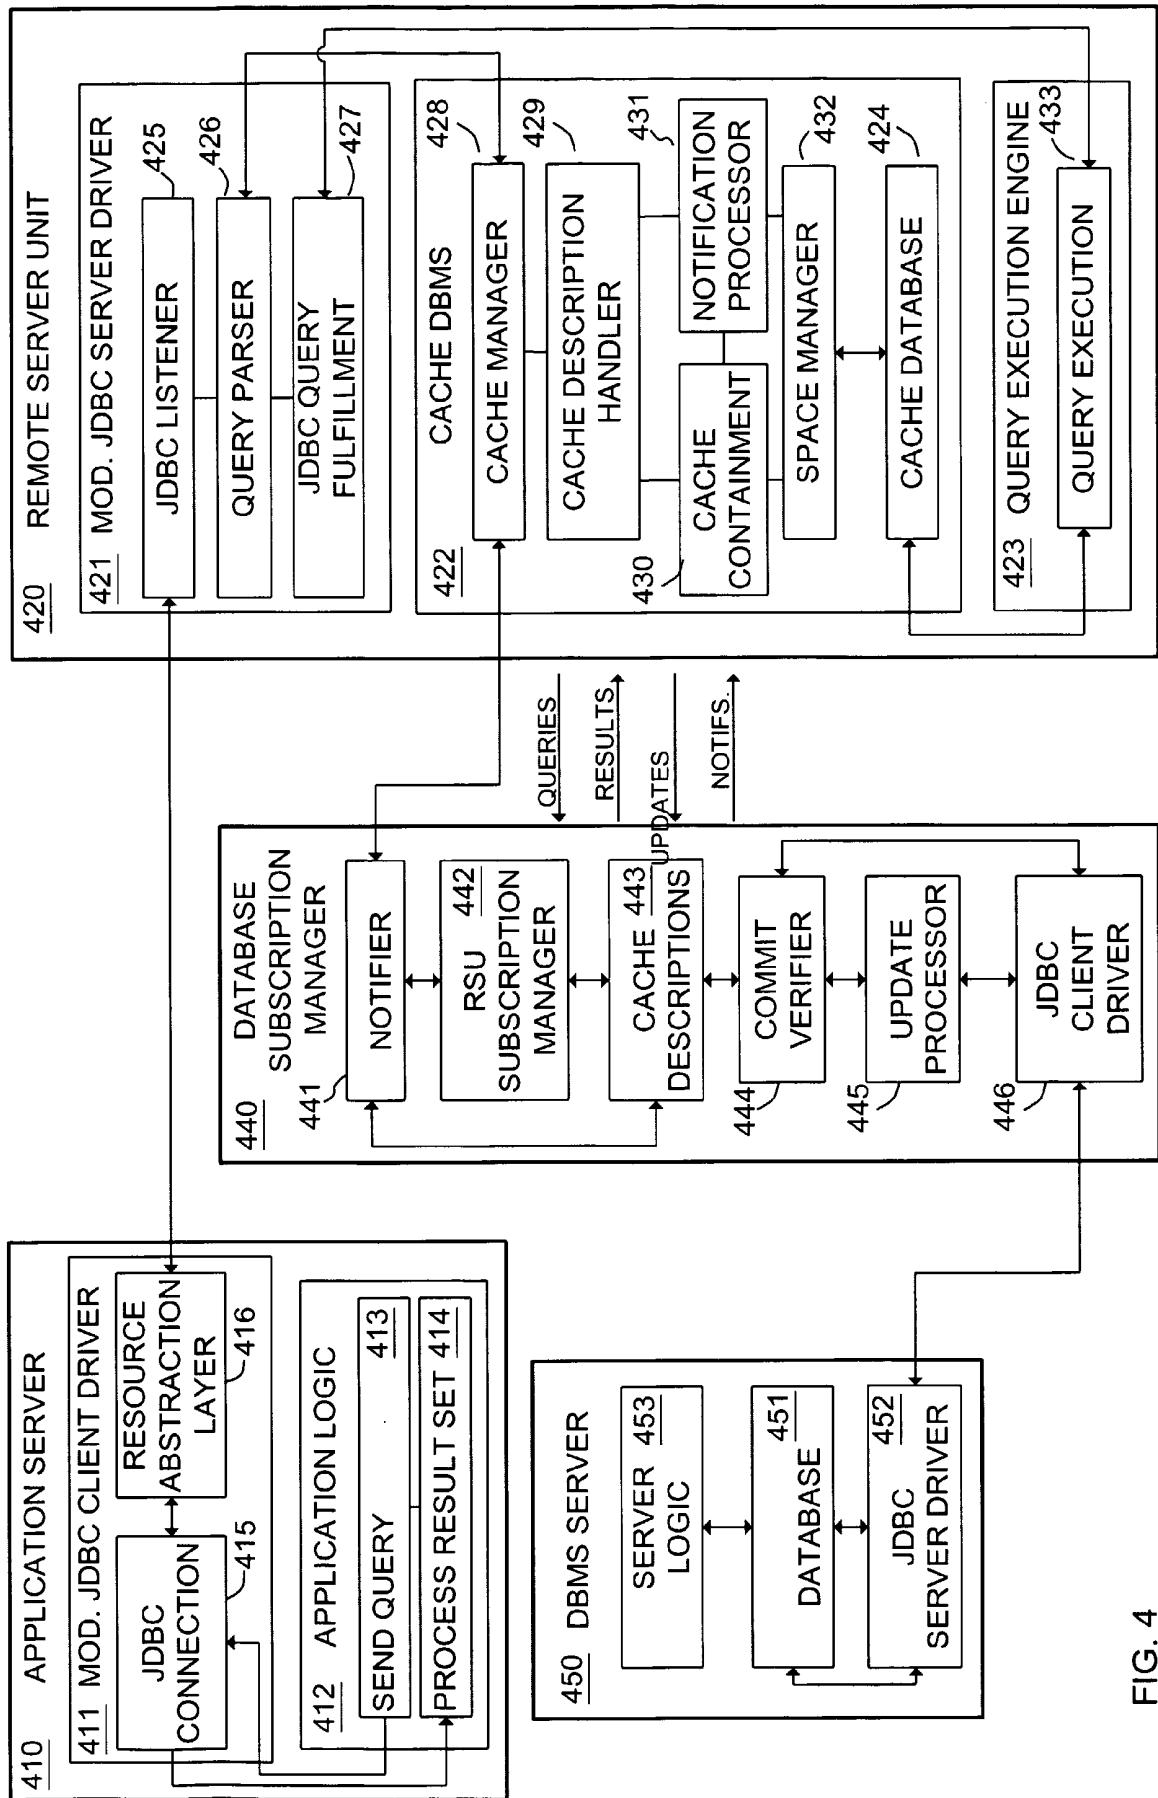 410
APPLICATION SERVER
411 MOD. JDBC CLIENT DRIVER
JDBC
CONNECTION
415
RESOURCE
ABSTRACTION
LAYER
416
412
APPLICATION LOGIC
SEND QUERY
413
PROCESS RESULT SET 414
450
DBMS SERVER
SERVER 453
LOGIC
451
DATABASE
452
JDBC
SERVER DRIVER
440
DATABASE
SUBSCRIPTION
MANAGER
441
NOTIFIER
442
RSU
SUBSCRIPTION
MANAGER
CACHE 443
DESCRIPTIONS
COMMIT
VERIFIER
444
UPDATE
PROCESSOR
445
JDBC
CLIENT
DRIVER
446
QUERIES
RESULTS
UPDATES
NOTIFS.
420
REMOTE SERVER UNIT
421 MOD. JDBC SERVER DRIVER
JDBC LISTENER
425
QUERY PARSER
426
JDBC QUERY
FULFILLMENT
427
422
CACHE DBMS
CACHE MANAGER
428
CACHE DESCRIPTION
HANDLER
429
CACHE
CONTAINMENT
430
NOTIFICATION
PROCESSOR
431
SPACE MANAGER
432
CACHE DATABASE
424
423
QUERY EXECUTION ENGINE
QUERY EXECUTION
433
FIG. 4